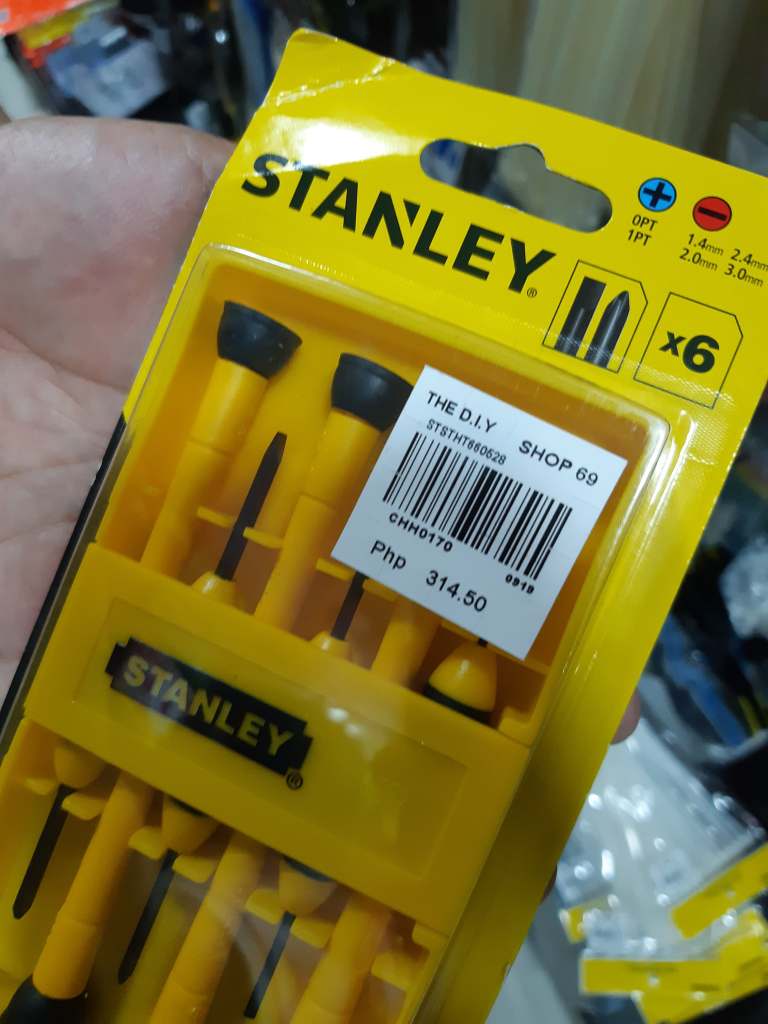 STANLEY®
0PT
1PT
1.4mm 2.4mm
2.0mm 3.0mm
x6
THE D.I.Y SHOP 69
STSTHT660528
CHH0170 0919
Php 314.50
STANLEY®